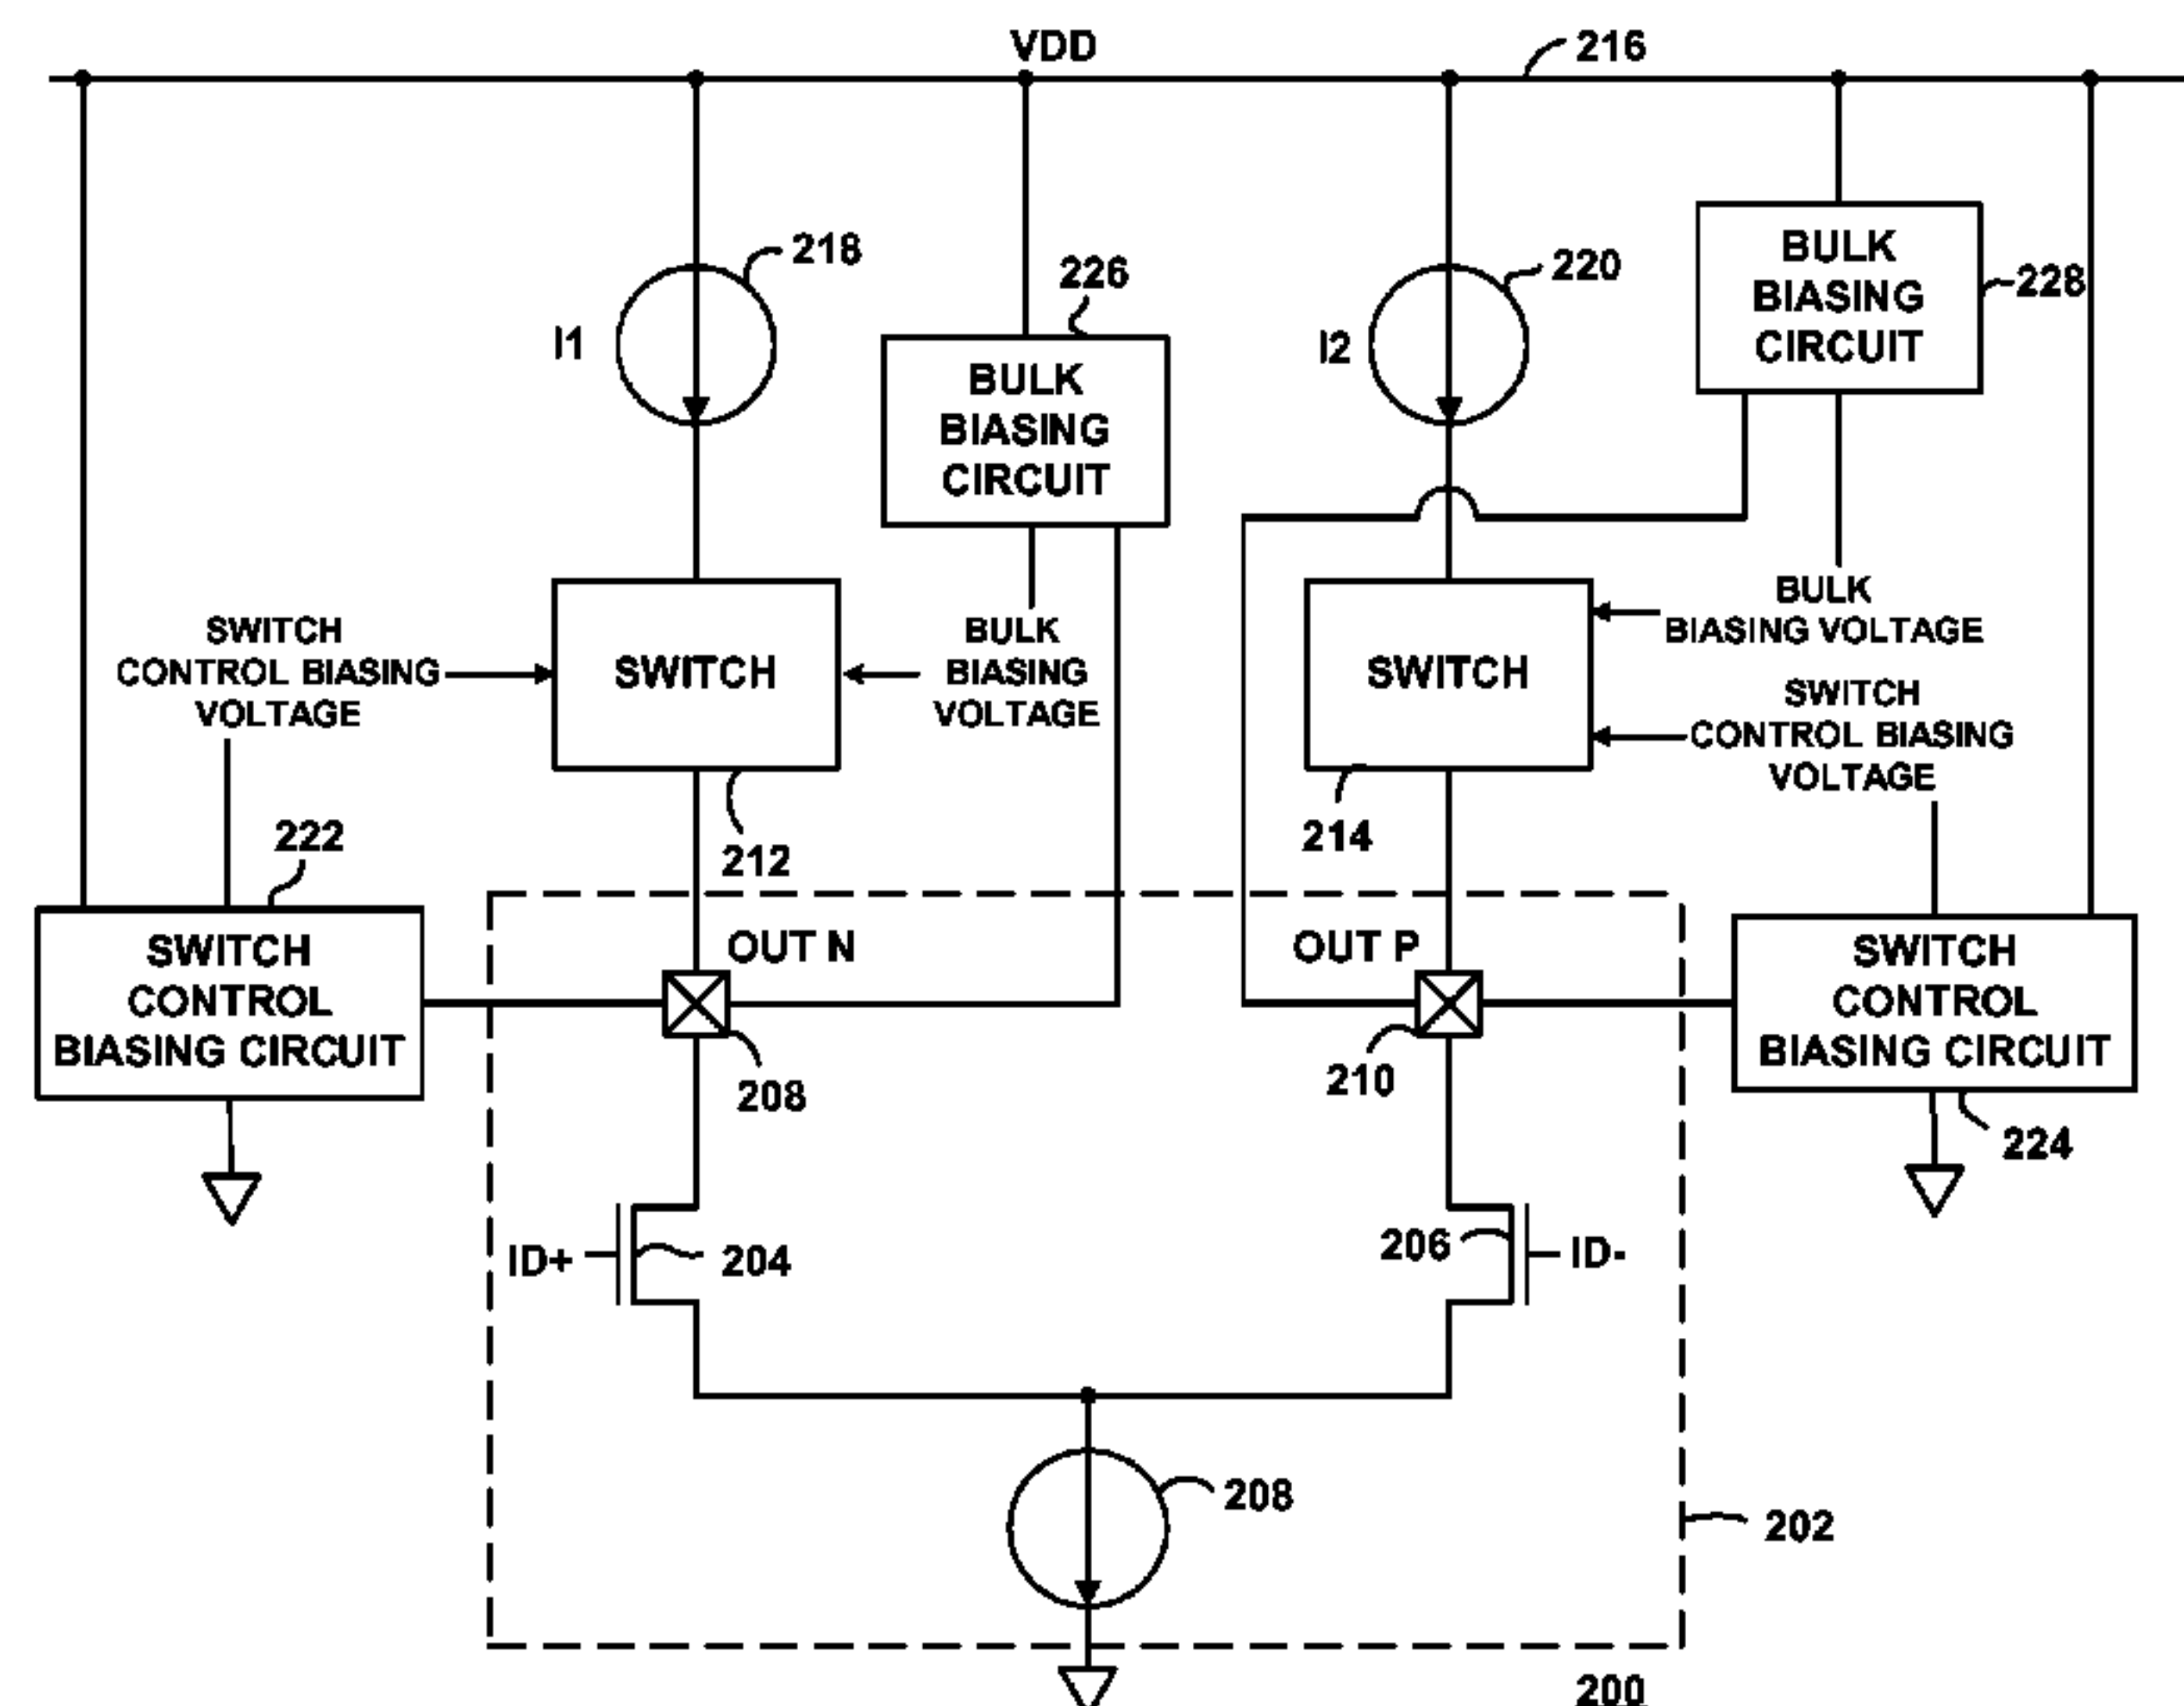 VDD
216
218
226
220
BULK
BIASING
CIRCUIT
228
I1
I2
BULK
BIASING
CIRCUIT
SWITCH
CONTROL BIASING
VOLTAGE
SWITCH
BULK
BIASING
VOLTAGE
SWITCH
BULK
BIASING VOLTAGE
SWITCH
CONTROL BIASING
VOLTAGE
222
212
214
SWITCH
CONTROL
BIASING CIRCUIT
OUT N
OUT P
SWITCH
CONTROL
BIASING CIRCUIT
208
210
224
ID+
204
206
ID-
208
202
200